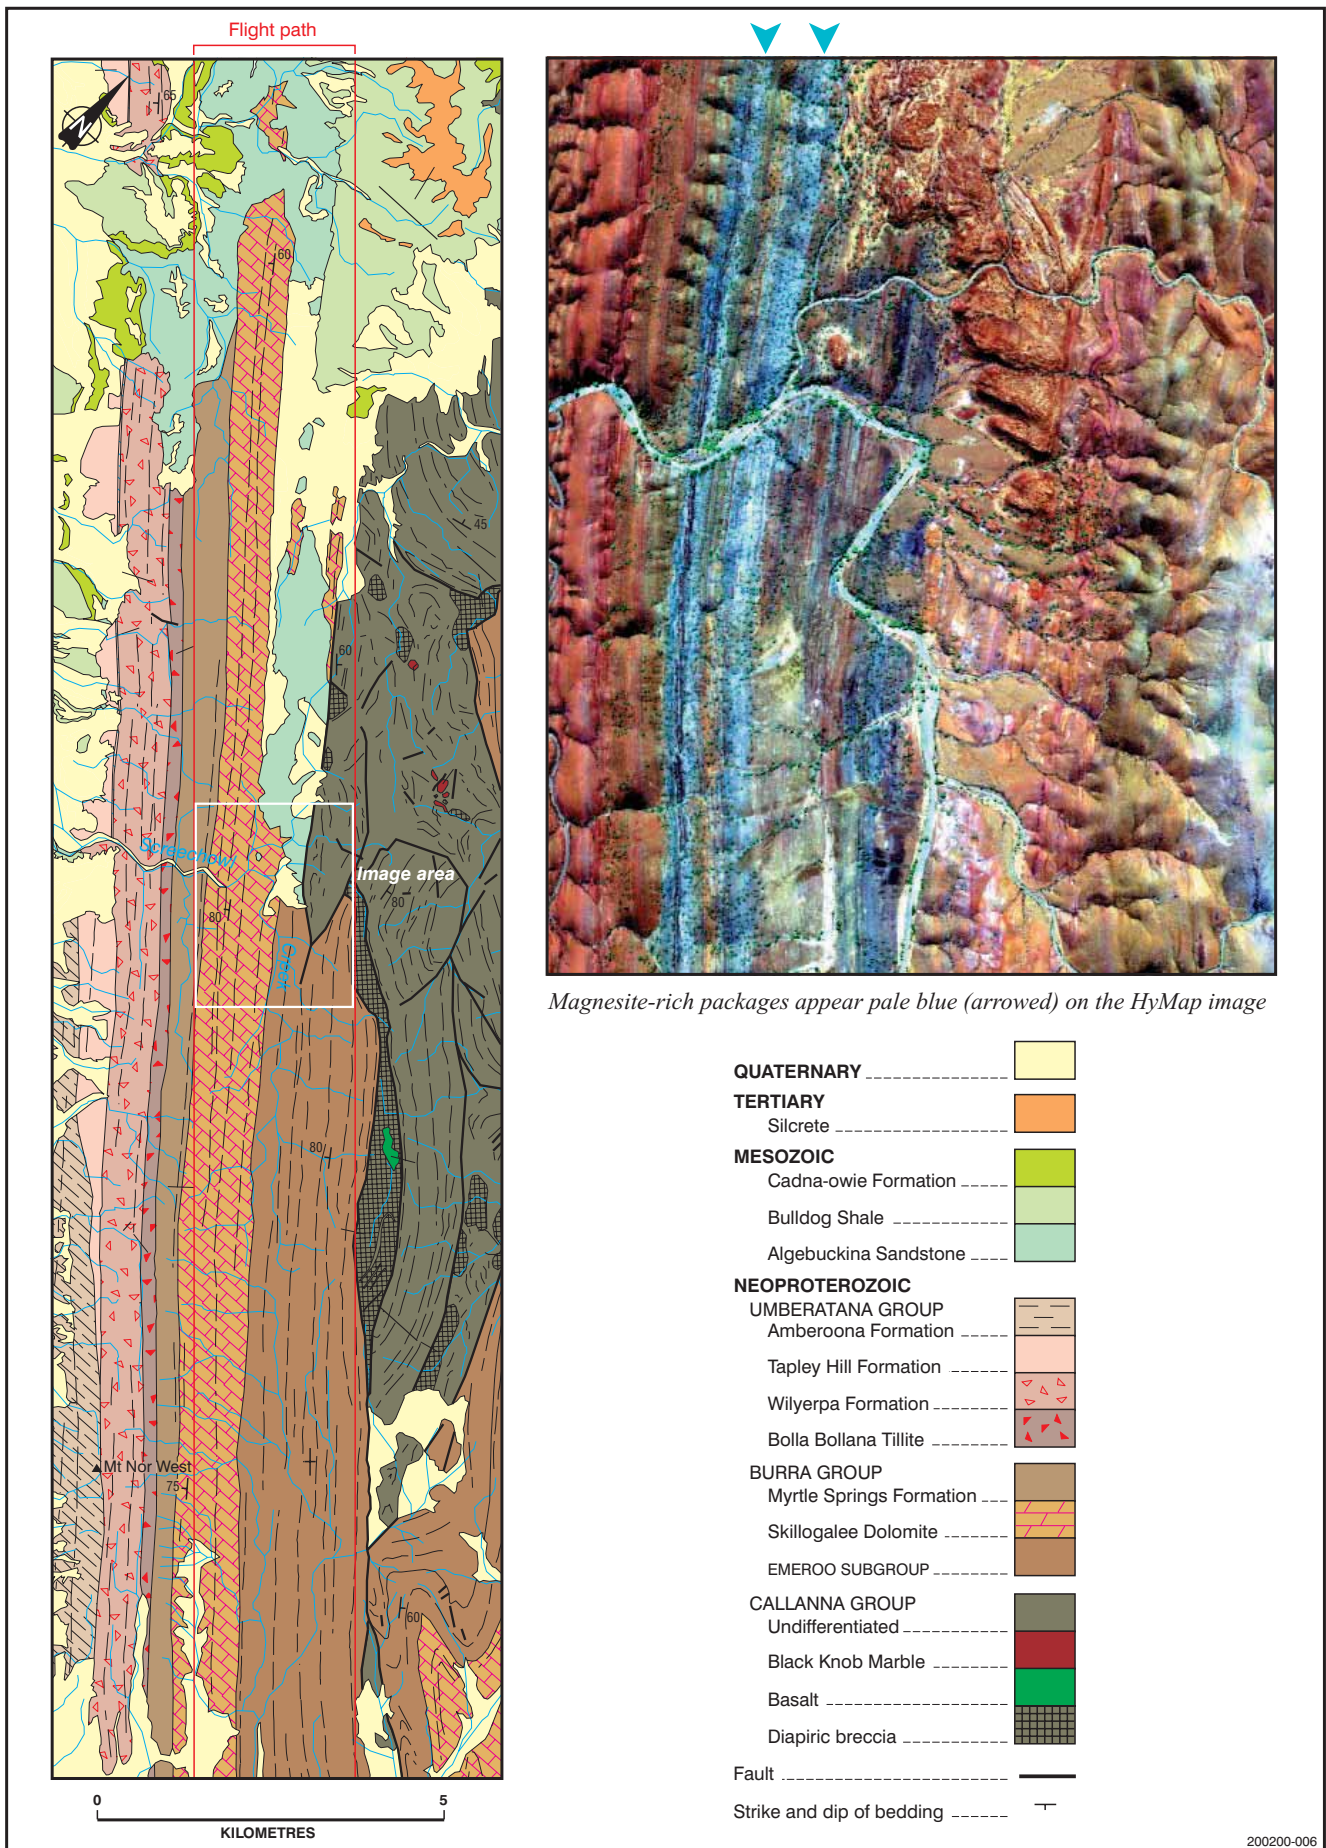 Flight path
N
65
60
45
60
Screechowl
Image area
80
80
Creek
80
Mt Nor West
75
60
0 5
KILOMETRES
Magnesite-rich packages appear pale blue (arrowed) on the HyMap image
QUATERNARY
TERTIARY
Silcrete
MESOZOIC
Cadna-owie Formation
Bulldog Shale
Algebuckina Sandstone
NEOPROTEROZOIC
UMBERATANA GROUP
Amberoona Formation
Tapley Hill Formation
Wilyerpa Formation
Bolla Bollana Tillite
BURRA GROUP
Myrtle Springs Formation
Skillogalee Dolomite
EMEROO SUBGROUP
CALLANNA GROUP
Undifferentiated
Black Knob Marble
Basalt
Diapiric breccia
Fault
Strike and dip of bedding
200200-006